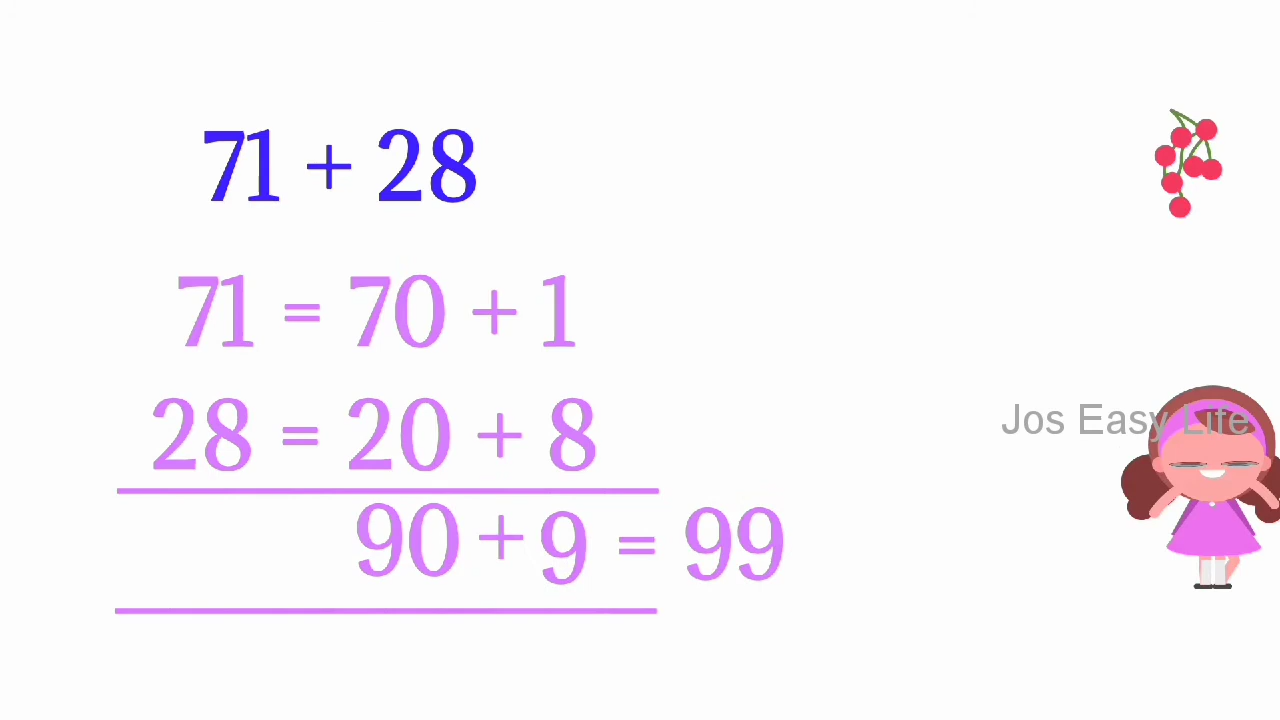 71 + 28
71 = 70 + 1
28 = 20 + 8
90 + 9 = 99
Jos Easy Life